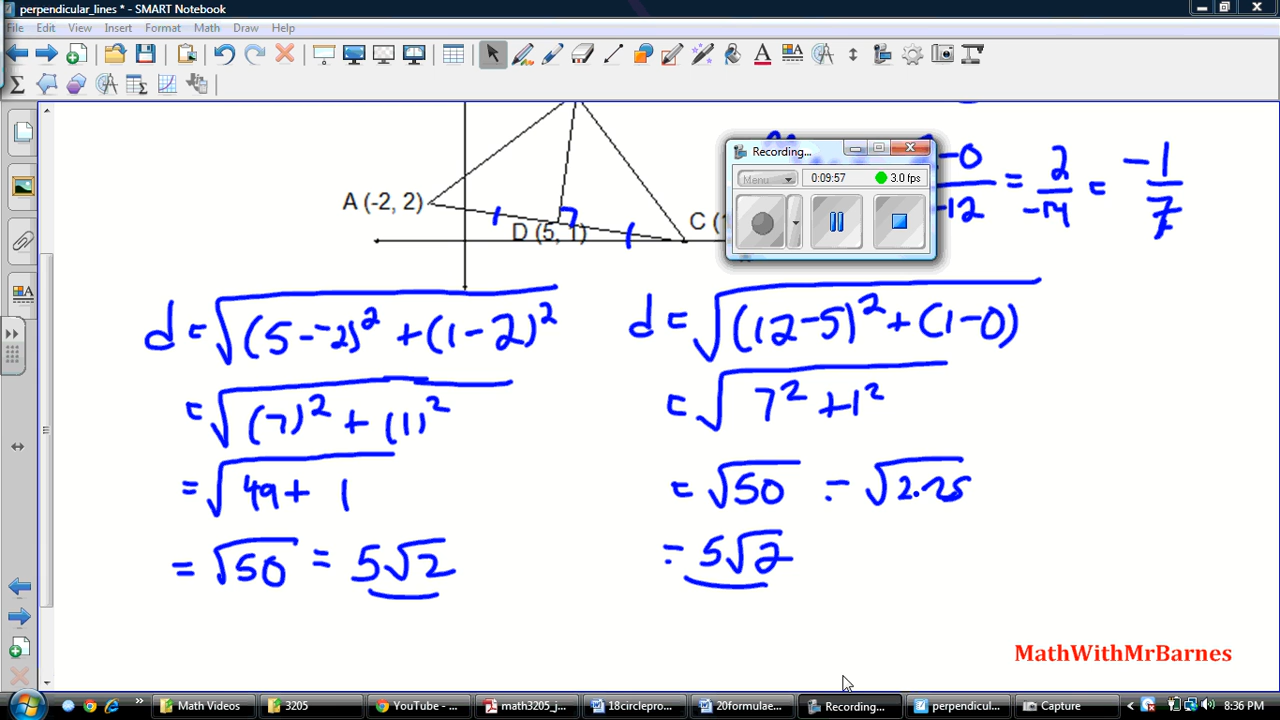 perpendicular_lines * - SMART Notebook
File Edit View Insert Format Math Draw Help
Recording...
Menu 0:09:57 3.0 fps
-0
-12
= 2/-14 = -1/7
A (-2, 2)
D (5, 1)
C (1
d = √(5--2)² + (1-2)²
d = √(12-5)² + (1-0)
= √(7)² + (1)²
= √7² + 1²
= √49 + 1
= √50 = √2·25
= √50 = 5√2
= 5√2
MathWithMrBarnes
Math Videos
3205
YouTube - ...
math3205_j...
18circlepro...
20formulae...
Recording...
perpendicul...
Capture
8:36 PM